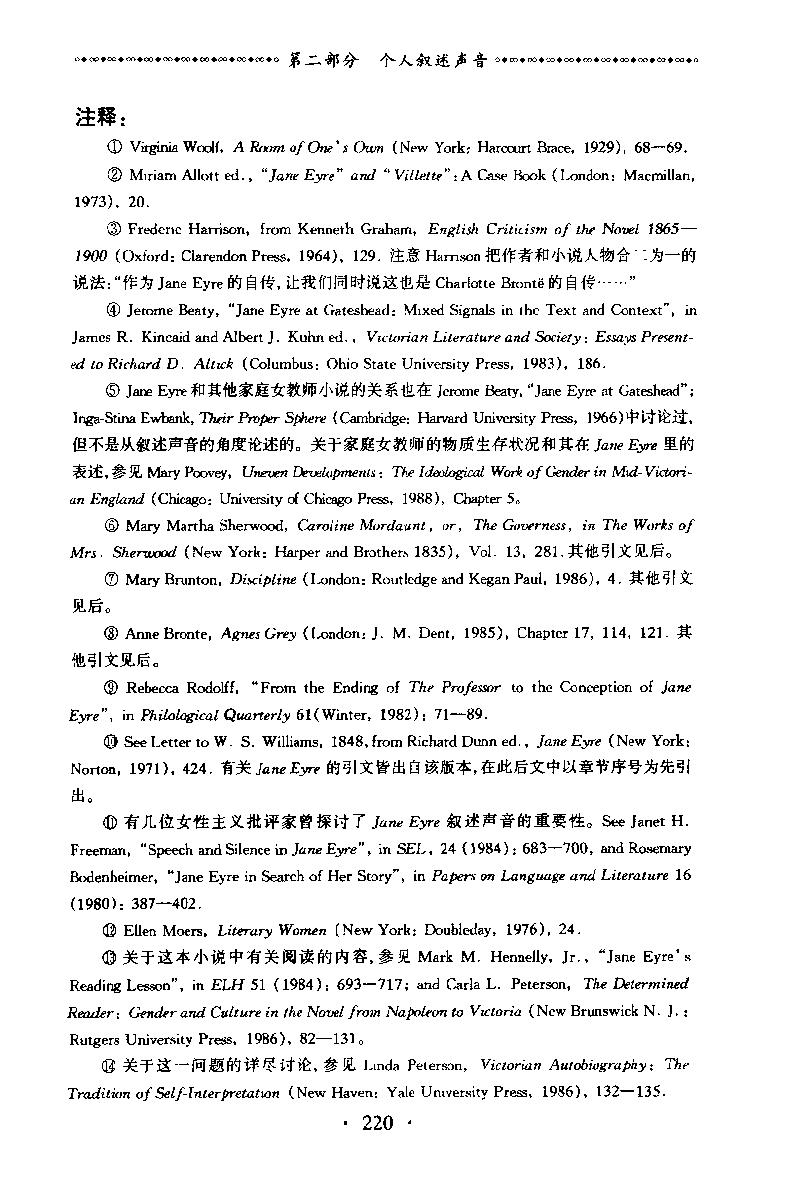 第二部分 个人叙述声音
注释：
① Virginia Woolf, A Room of One's Own (New York: Harcourt Brace, 1929), 68—69.
② Miriam Allott ed., "Jane Eyre" and "Villette": A Case Book (London: Macmillan,
1973), 20.
③ Frederic Harrison, from Kenneth Graham, English Criticism of the Novel 1865—
1900 (Oxford: Clarendon Press, 1964), 129. 注意 Harrison 把作者和小说人物合二为一的
说法:“作为 Jane Eyre 的自传,让我们同时说这也是 Charlotte Brontë 的自传……”
④ Jerome Beaty, "Jane Eyre at Gateshead: Mixed Signals in the Text and Context", in
James R. Kincaid and Albert J. Kuhn ed., Victorian Literature and Society: Essays Present-
ed to Richard D. Altick (Columbus: Ohio State University Press, 1983), 186.
⑤ Jane Eyre 和其他家庭女教师小说的关系也在 Jerome Beaty, "Jane Eyre at Gateshead";
Inga-Stina Ewbank, Their Proper Sphere (Cambridge: Harvard University Press, 1966)中讨论过,
但不是从叙述声音的角度论述的。关于家庭女教师的物质生存状况和其在 Jane Eyre 里的
表述,参见 Mary Poovey, Uneven Developments: The Ideological Work of Gender in Mid-Victori-
an England (Chicago: University of Chicago Press, 1988), Chapter 5。
⑥ Mary Martha Sherwood, Caroline Mordaunt, or, The Governess, in The Works of
Mrs. Sherwood (New York: Harper and Brothers 1835), Vol. 13, 281.其他引文见后。
⑦ Mary Brunton, Discipline (London: Routledge and Kegan Paul, 1986), 4. 其他引文
见后。
⑧ Anne Bronte, Agnes Grey (London: J. M. Dent, 1985), Chapter 17, 114, 121. 其
他引文见后。
⑨ Rebecca Rodolff, "From the Ending of The Professor to the Conception of Jane
Eyre", in Philological Quarterly 61(Winter, 1982): 71—89.
⑩ See Letter to W. S. Williams, 1848, from Richard Dunn ed., Jane Eyre (New York:
Norton, 1971), 424. 有关 Jane Eyre 的引文皆出自该版本,在此后文中以章节序号为先引
出。
⑪ 有几位女性主义批评家曾探讨了 Jane Eyre 叙述声音的重要性。See Janet H.
Freeman, "Speech and Silence in Jane Eyre", in SEL, 24 (1984): 683—700, and Rosemary
Bodenheimer, "Jane Eyre in Search of Her Story", in Papers on Language and Literature 16
(1980): 387—402.
⑫ Ellen Moers, Literary Women (New York: Doubleday, 1976), 24.
⑬ 关于这本小说中有关阅读的内容,参见 Mark M. Hennelly, Jr., "Jane Eyre's
Reading Lesson", in ELH 51 (1984): 693—717; and Carla L. Peterson, The Determined
Reader: Gender and Culture in the Novel from Napoleon to Victoria (New Brunswick N. J.:
Rutgers University Press, 1986), 82—131。
⑭ 关于这一问题的详尽讨论,参见 Linda Peterson, Victorian Autobiography: The
Tradition of Self-Interpretation (New Haven: Yale University Press, 1986), 132—135.
· 220 ·